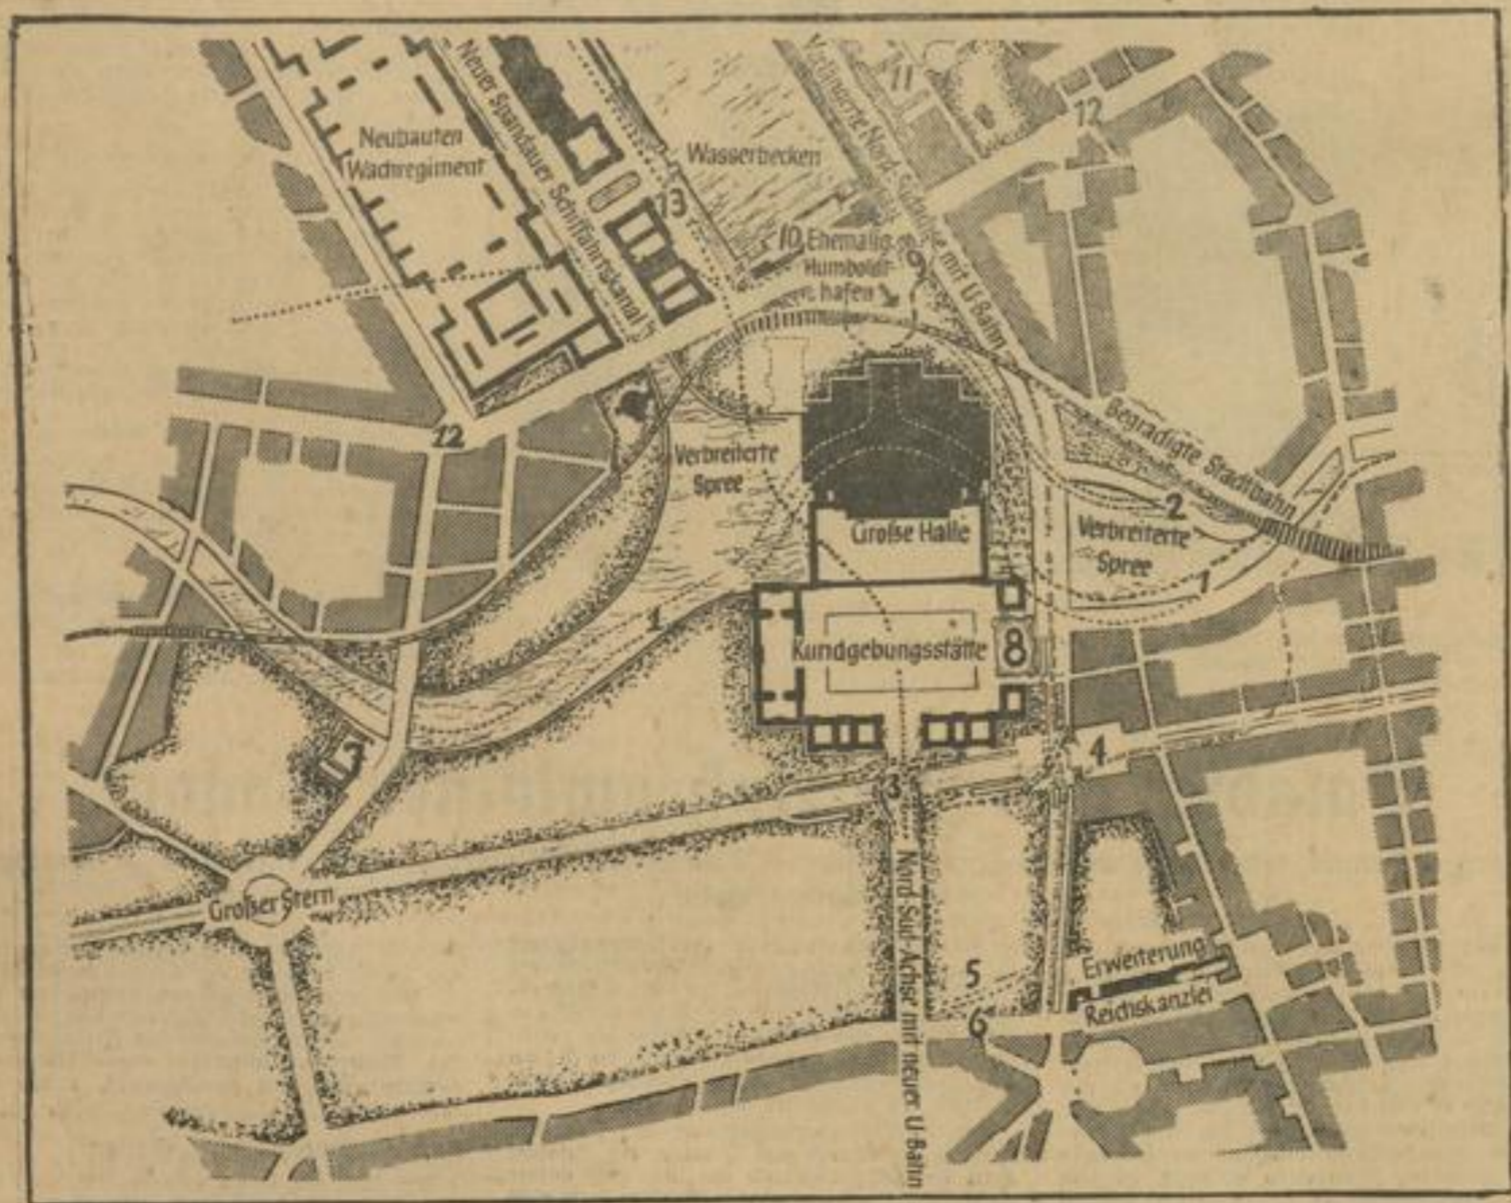 Neubauten
Wachregiment
Neuer Spandauer Schiffahrtskanal
Wasserbecken
Verlängerte Nord-Südachse mit U-Bahn
11
12
13
10 Ehemalig.
Humboldt-
hafen
9
12
Verbreiterte
Spree
Große Halle
Begradigte Stadtbahn
2
Verbreiterte
Spree
1
1
Kundgebungsstätte
8
3
4
Großer Stern
Nord-Süd-Achse mit neuer U-Bahn
5
6
Erweiterung
Reichskanzlei